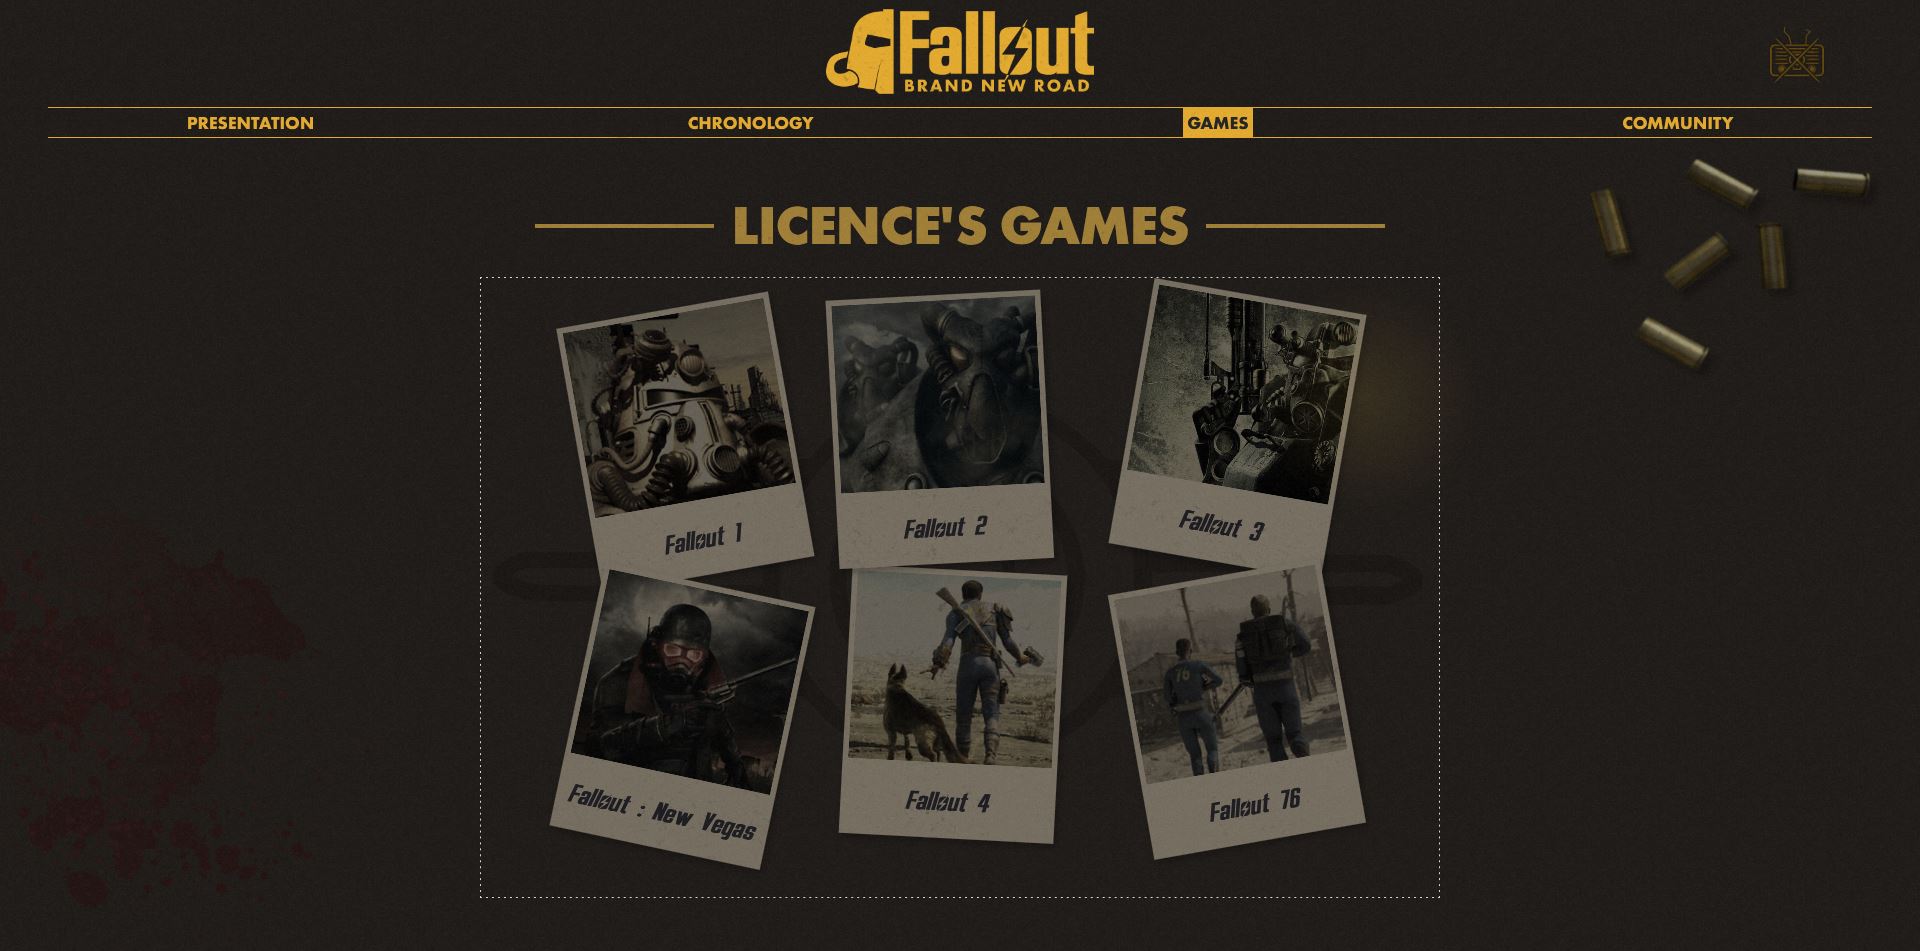 Fallout
BRAND NEW ROAD
PRESENTATION
CHRONOLOGY
GAMES
COMMUNITY
LICENCE'S GAMES
Fallout 1
Fallout 2
Fallout 3
Fallout : New Vegas
Fallout 4
76
Fallout 76